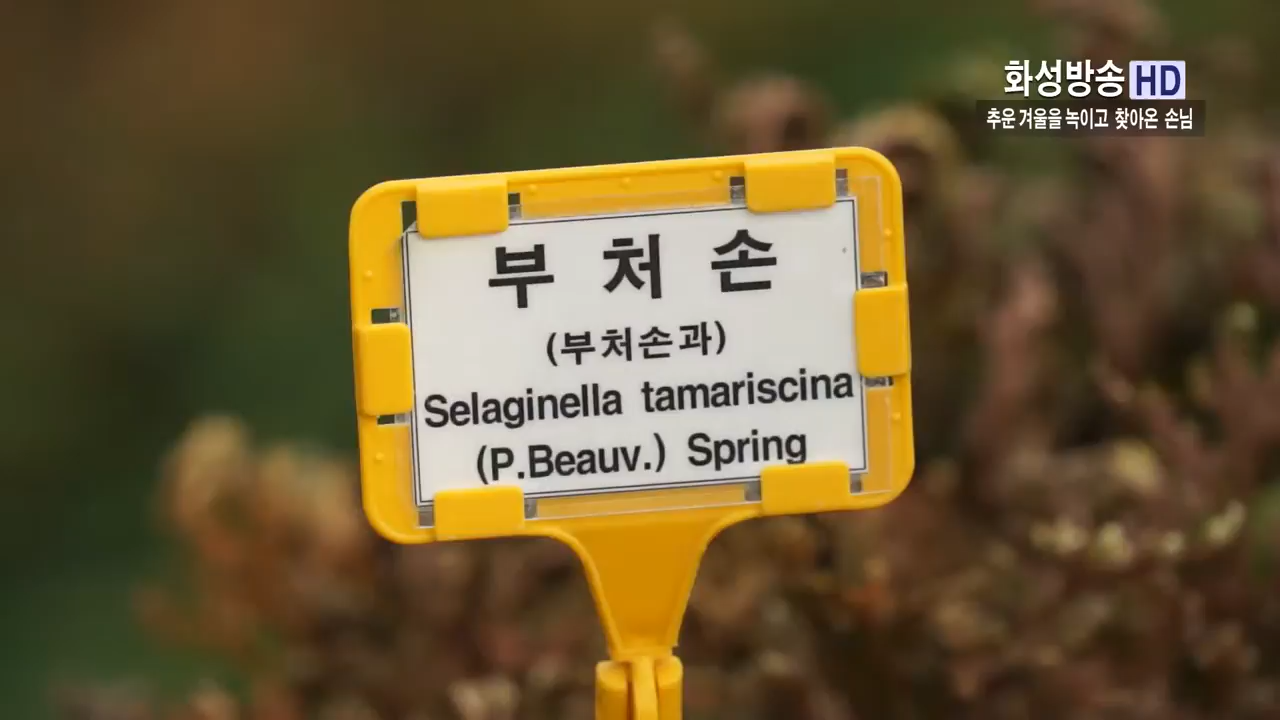 화성방송 HD
추운 겨울을 녹이고 찾아온 손님
부 처 손
(부처손과)
Selaginella tamariscina
(P.Beauv.) Spring